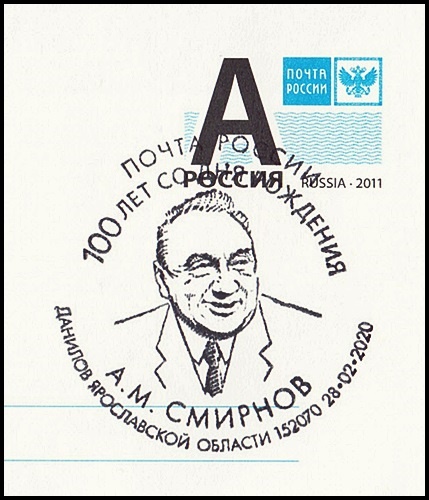 А
ПОЧТА
РОССИИ
РОССИЯ RUSSIA · 2011
ПОЧТА РОССИИ
100 ЛЕТ СО ДНЯ РОЖДЕНИЯ
А.М. СМИРНОВ
ДАНИЛОВ ЯРОСЛАВСКОЙ ОБЛАСТИ 152070 28·02·2020